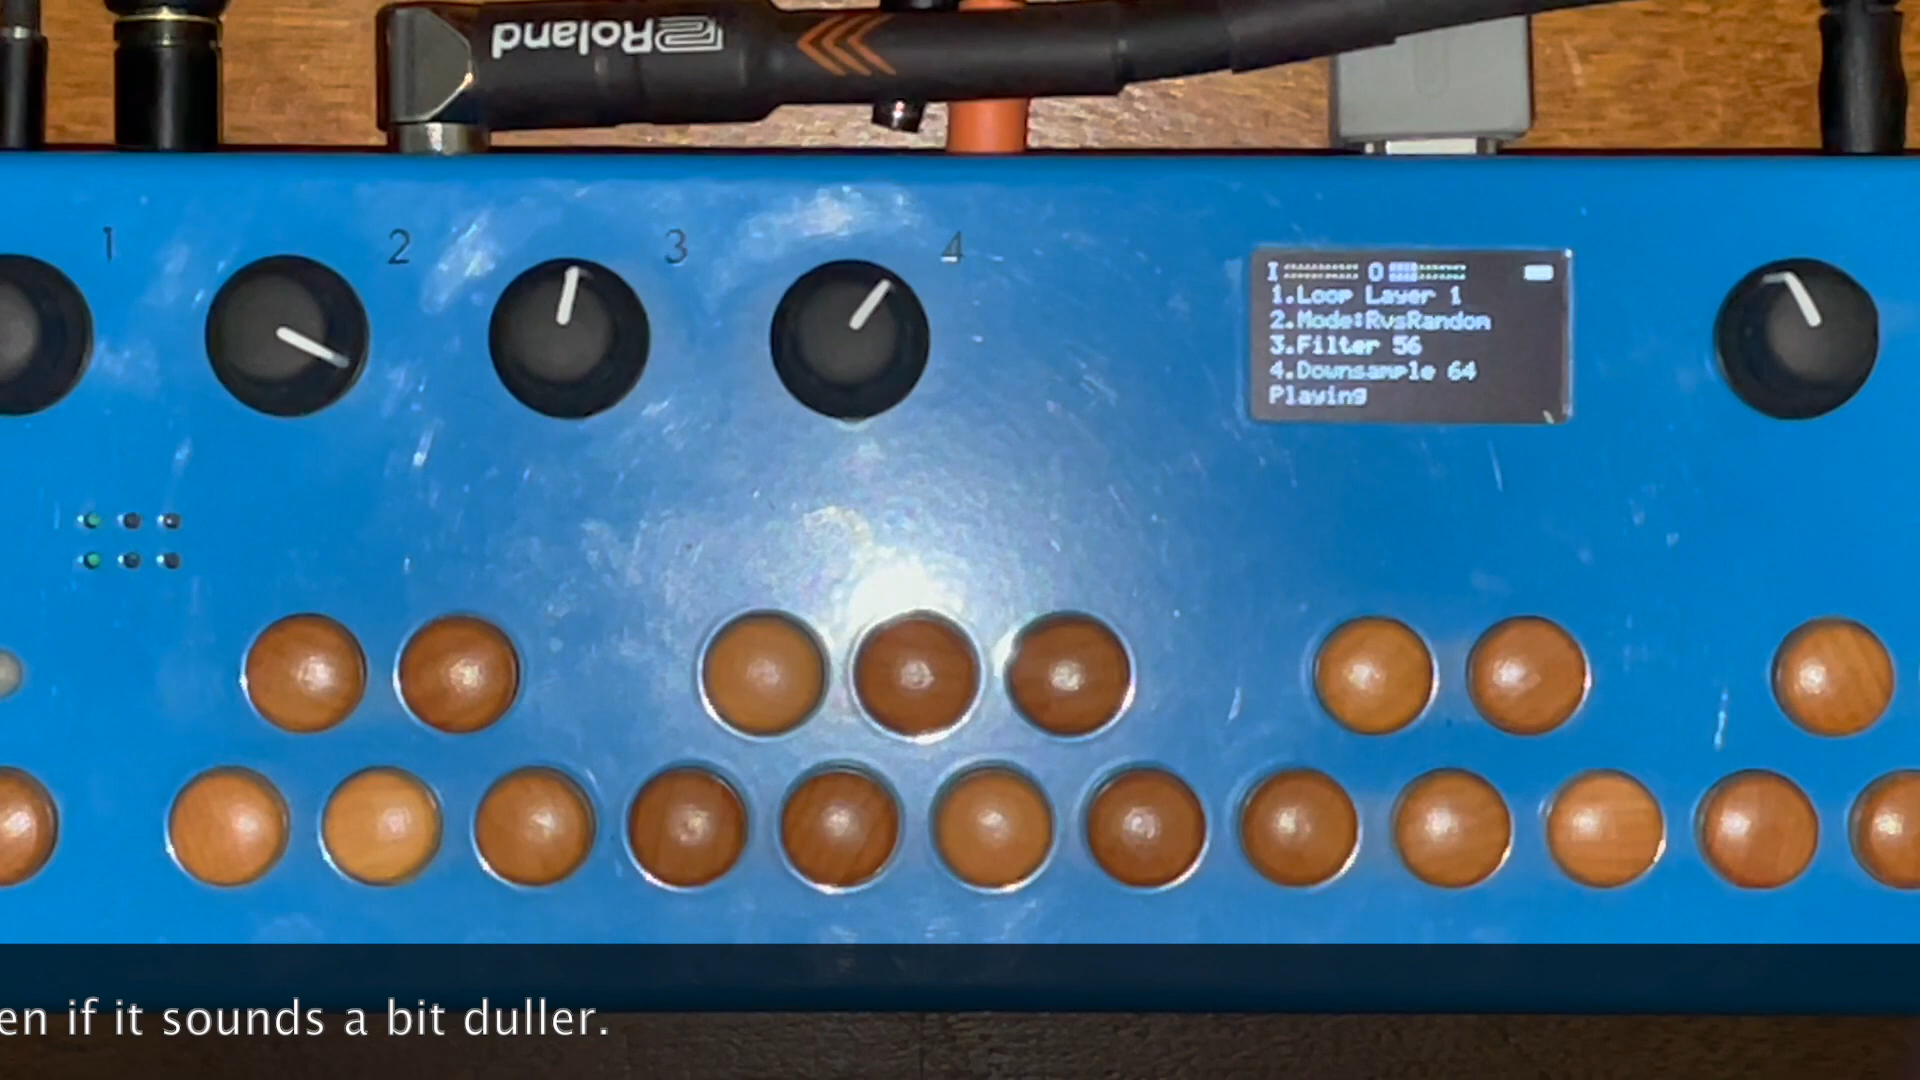 Roland
1 2 3 4
I O
1.Loop Layer 1
2.Mode:RvsRandom
3.Filter 56
4.Downsample 64
Playing
en if it sounds a bit duller.